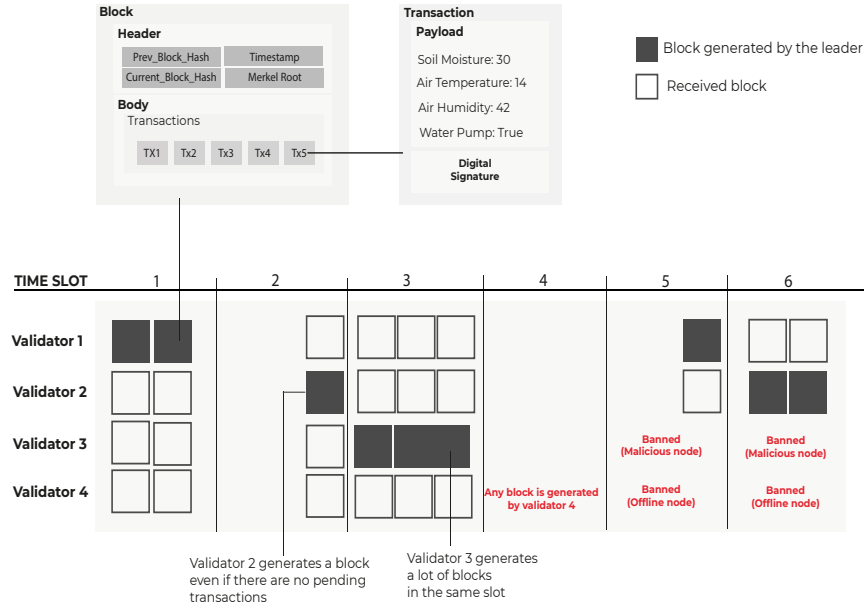 Block
Header
Prev_Block_Hash
Timestamp
Current_Block_Hash
Merkel Root
Body
Transactions
TX1
Tx2
Tx3
Tx4
Tx5
Transaction
Payload
Soil Moisture: 30
Air Temperature: 14
Air Humidity: 42
Water Pump: True
Digital
Signature
Block generated by the leader
Received block
TIME SLOT
1
2
3
4
5
6
Validator 1
Validator 2
Validator 3
Banned
(Malicious node)
Banned
(Malicious node)
Validator 4
Any block is generated
by validator 4
Banned
(Offline node)
Banned
(Offline node)
Validator 2 generates a block
even if there are no pending
transactions
Validator 3 generates
a lot of blocks
in the same slot